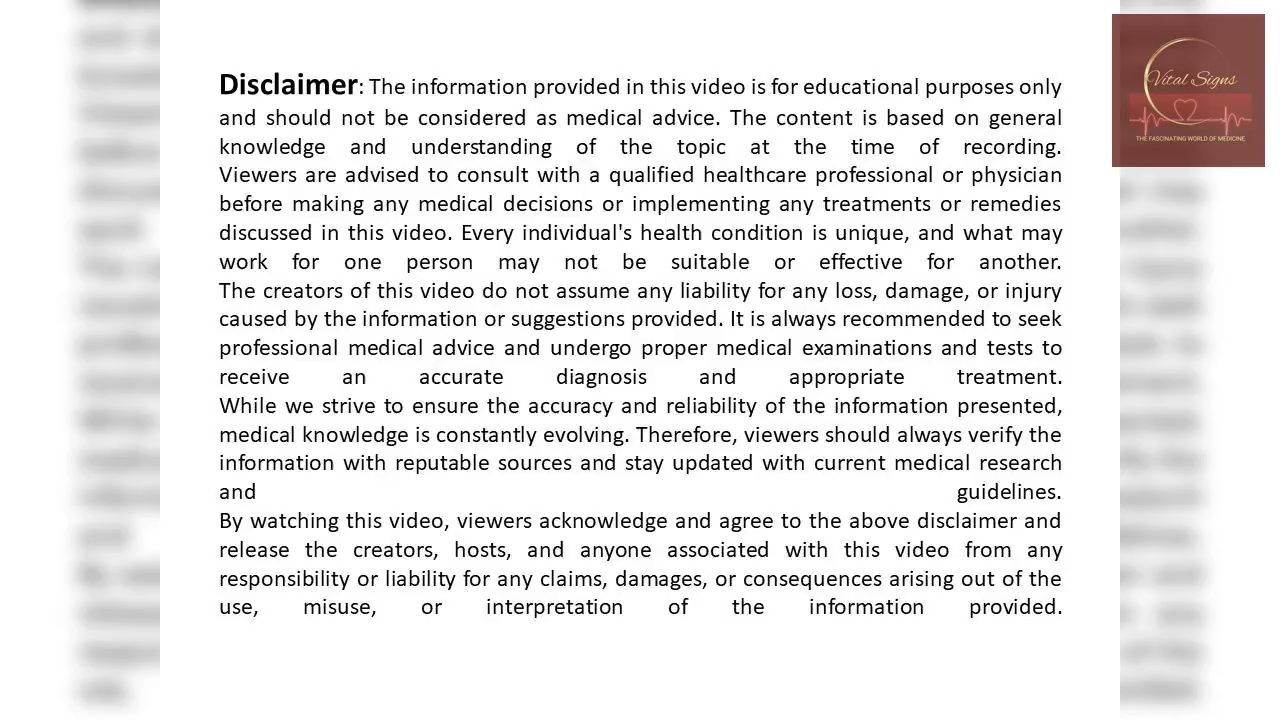 Disclaimer: The information provided in this video is for educational purposes only
and should not be considered as medical advice. The content is based on general
knowledge and understanding of the topic at the time of recording.
Viewers are advised to consult with a qualified healthcare professional or physician
before making any medical decisions or implementing any treatments or remedies
discussed in this video. Every individual's health condition is unique, and what may
work for one person may not be suitable or effective for another.
The creators of this video do not assume any liability for any loss, damage, or injury
caused by the information or suggestions provided. It is always recommended to seek
professional medical advice and undergo proper medical examinations and tests to
receive an accurate diagnosis and appropriate treatment.
While we strive to ensure the accuracy and reliability of the information presented,
medical knowledge is constantly evolving. Therefore, viewers should always verify the
information with reputable sources and stay updated with current medical research
and guidelines.
By watching this video, viewers acknowledge and agree to the above disclaimer and
release the creators, hosts, and anyone associated with this video from any
responsibility or liability for any claims, damages, or consequences arising out of the
use, misuse, or interpretation of the information provided.
Vital Signs
THE FASCINATING WORLD OF MEDICINE